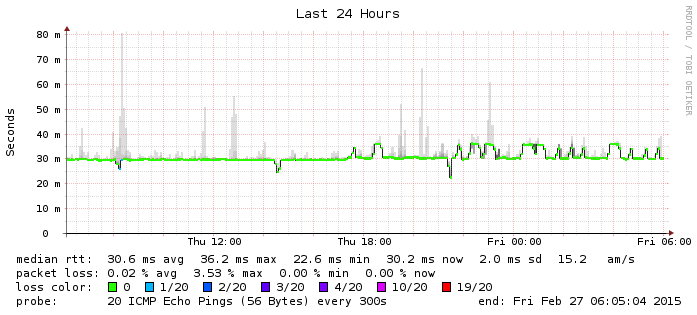 Last 24 Hours
RRDTOOL / TOBI OETIKER
Seconds
80 m
70 m
60 m
50 m
40 m
30 m
20 m
10 m
0
Thu 12:00 Thu 18:00 Fri 00:00 Fri 06:00
median rtt: 30.6 ms avg 36.2 ms max 22.6 ms min 30.2 ms now 2.0 ms sd 15.2 am/s
packet loss: 0.02 % avg 3.53 % max 0.00 % min 0.00 % now
loss color: 0 1/20 2/20 3/20 4/20 10/20 19/20
probe: 20 ICMP Echo Pings (56 Bytes) every 300s end: Fri Feb 27 06:05:04 2015